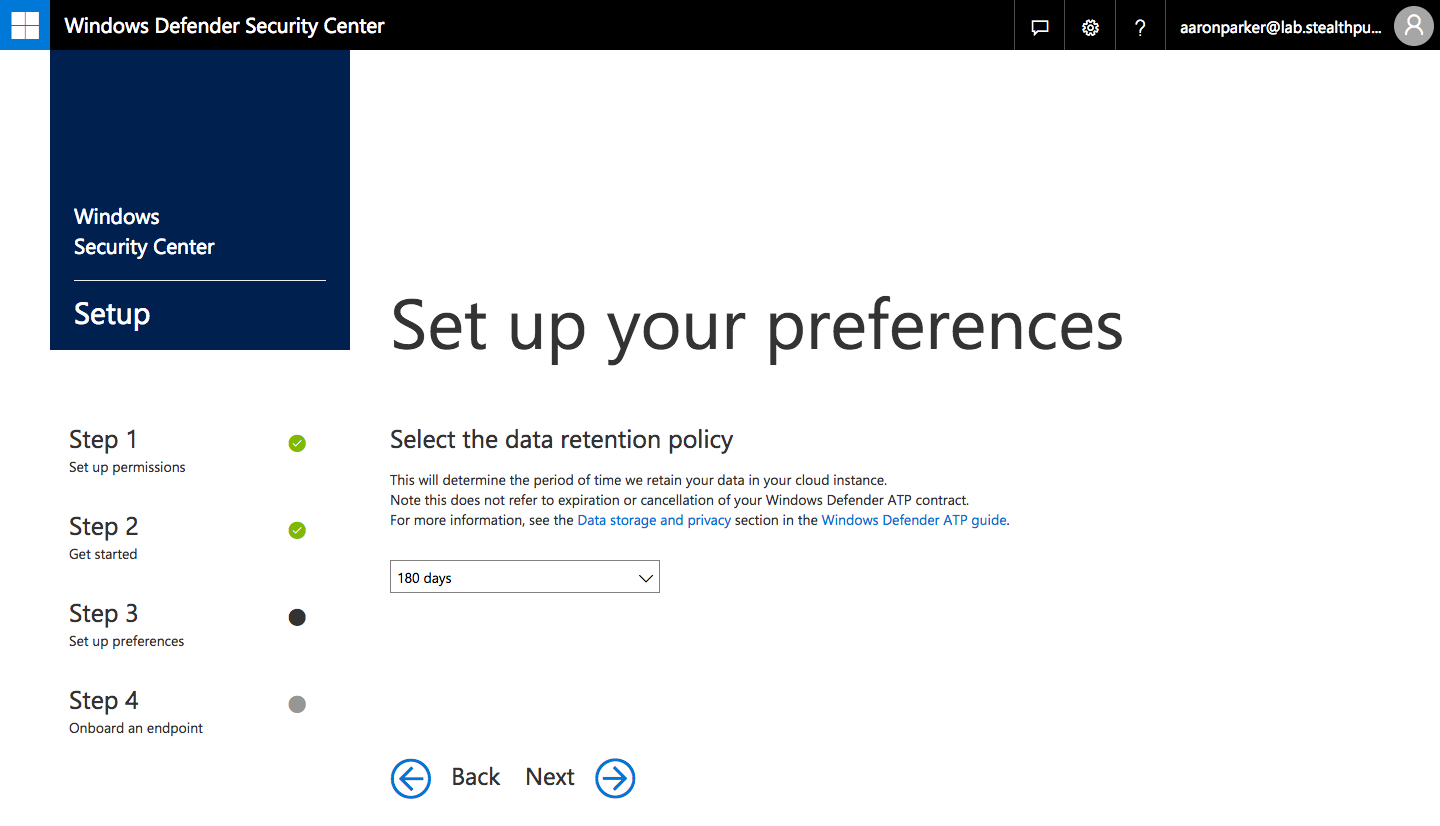 Windows Defender Security Center
? aaronparker@lab.stealthpu...
Windows
Security Center
Setup
Set up your preferences
Step 1
Set up permissions
Step 2
Get started
Step 3
Set up preferences
Step 4
Onboard an endpoint
Select the data retention policy
This will determine the period of time we retain your data in your cloud instance.
Note this does not refer to expiration or cancellation of your Windows Defender ATP contract.
For more information, see the Data storage and privacy section in the Windows Defender ATP guide.
180 days
Back Next